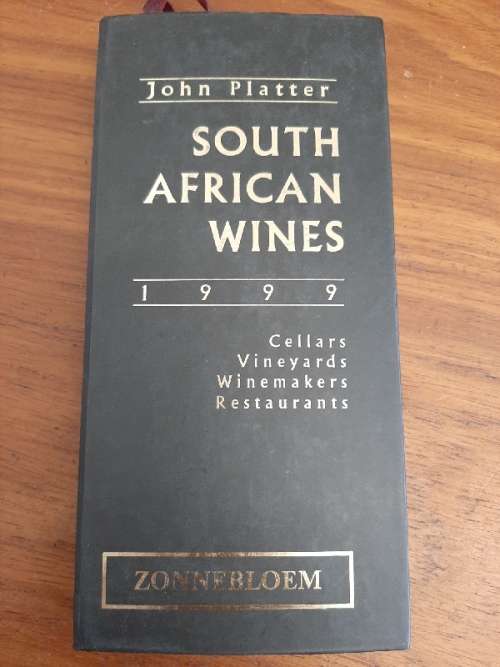 John Platter
SOUTH
AFRICAN
WINES
1 9 9 9
Cellars
Vineyards
Winemakers
Restaurants
ZONNEBLOEM